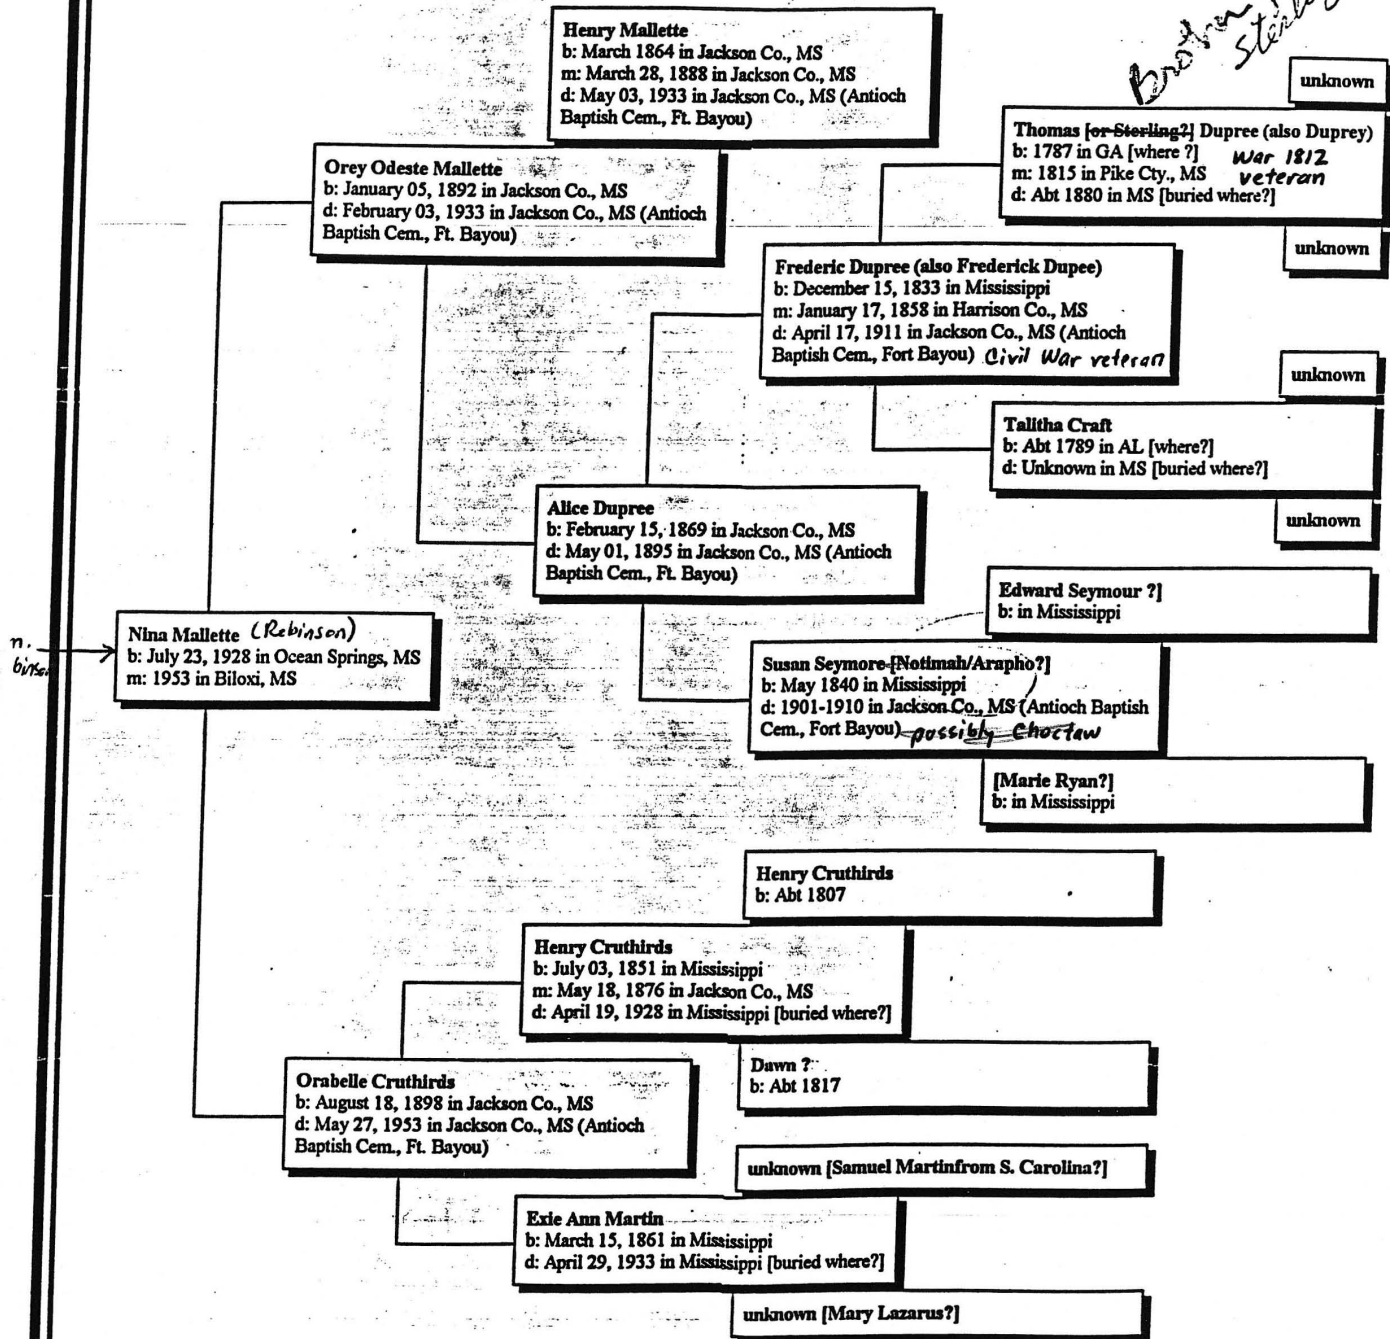 Brother
Sterling
unknown
Henry Mallette
b: March 1864 in Jackson Co., MS
m: March 28, 1888 in Jackson Co., MS
d: May 03, 1933 in Jackson Co., MS (Antioch
Baptish Cem., Ft. Bayou)
Thomas [or Sterling?] Dupree (also Duprey)
b: 1787 in GA [where ?] War 1812
m: 1815 in Pike Cty., MS veteran
d: Abt 1880 in MS [buried where?]
unknown
Orey Odeste Mallette
b: January 05, 1892 in Jackson Co., MS
d: February 03, 1933 in Jackson Co., MS (Antioch
Baptish Cem., Ft. Bayou)
Frederic Dupree (also Frederick Dupee)
b: December 15, 1833 in Mississippi
m: January 17, 1858 in Harrison Co., MS
d: April 17, 1911 in Jackson Co., MS (Antioch
Baptish Cem., Fort Bayou) Civil War veteran
unknown
Talitha Craft
b: Abt 1789 in AL [where?]
d: Unknown in MS [buried where?]
unknown
Alice Dupree
b: February 15, 1869 in Jackson Co., MS
d: May 01, 1895 in Jackson Co., MS (Antioch
Baptish Cem., Ft. Bayou)
Edward Seymour ?]
b: in Mississippi
n.
binson
Nina Mallette (Robinson)
b: July 23, 1928 in Ocean Springs, MS
m: 1953 in Biloxi, MS
Susan Seymore [Notimah/Arapho?]
b: May 1840 in Mississippi
d: 1901-1910 in Jackson Co., MS (Antioch Baptish
Cem., Fort Bayou) possibly Choctaw
[Marie Ryan?]
b: in Mississippi
Henry Cruthirds
b: Abt 1807
Henry Cruthirds
b: July 03, 1851 in Mississippi
m: May 18, 1876 in Jackson Co., MS
d: April 19, 1928 in Mississippi [buried where?]
Dawn ?
b: Abt 1817
Orabelle Cruthirds
b: August 18, 1898 in Jackson Co., MS
d: May 27, 1953 in Jackson Co., MS (Antioch
Baptish Cem., Ft. Bayou)
unknown [Samuel Martinfrom S. Carolina?]
Exie Ann Martin
b: March 15, 1861 in Mississippi
d: April 29, 1933 in Mississippi [buried where?]
unknown [Mary Lazarus?]